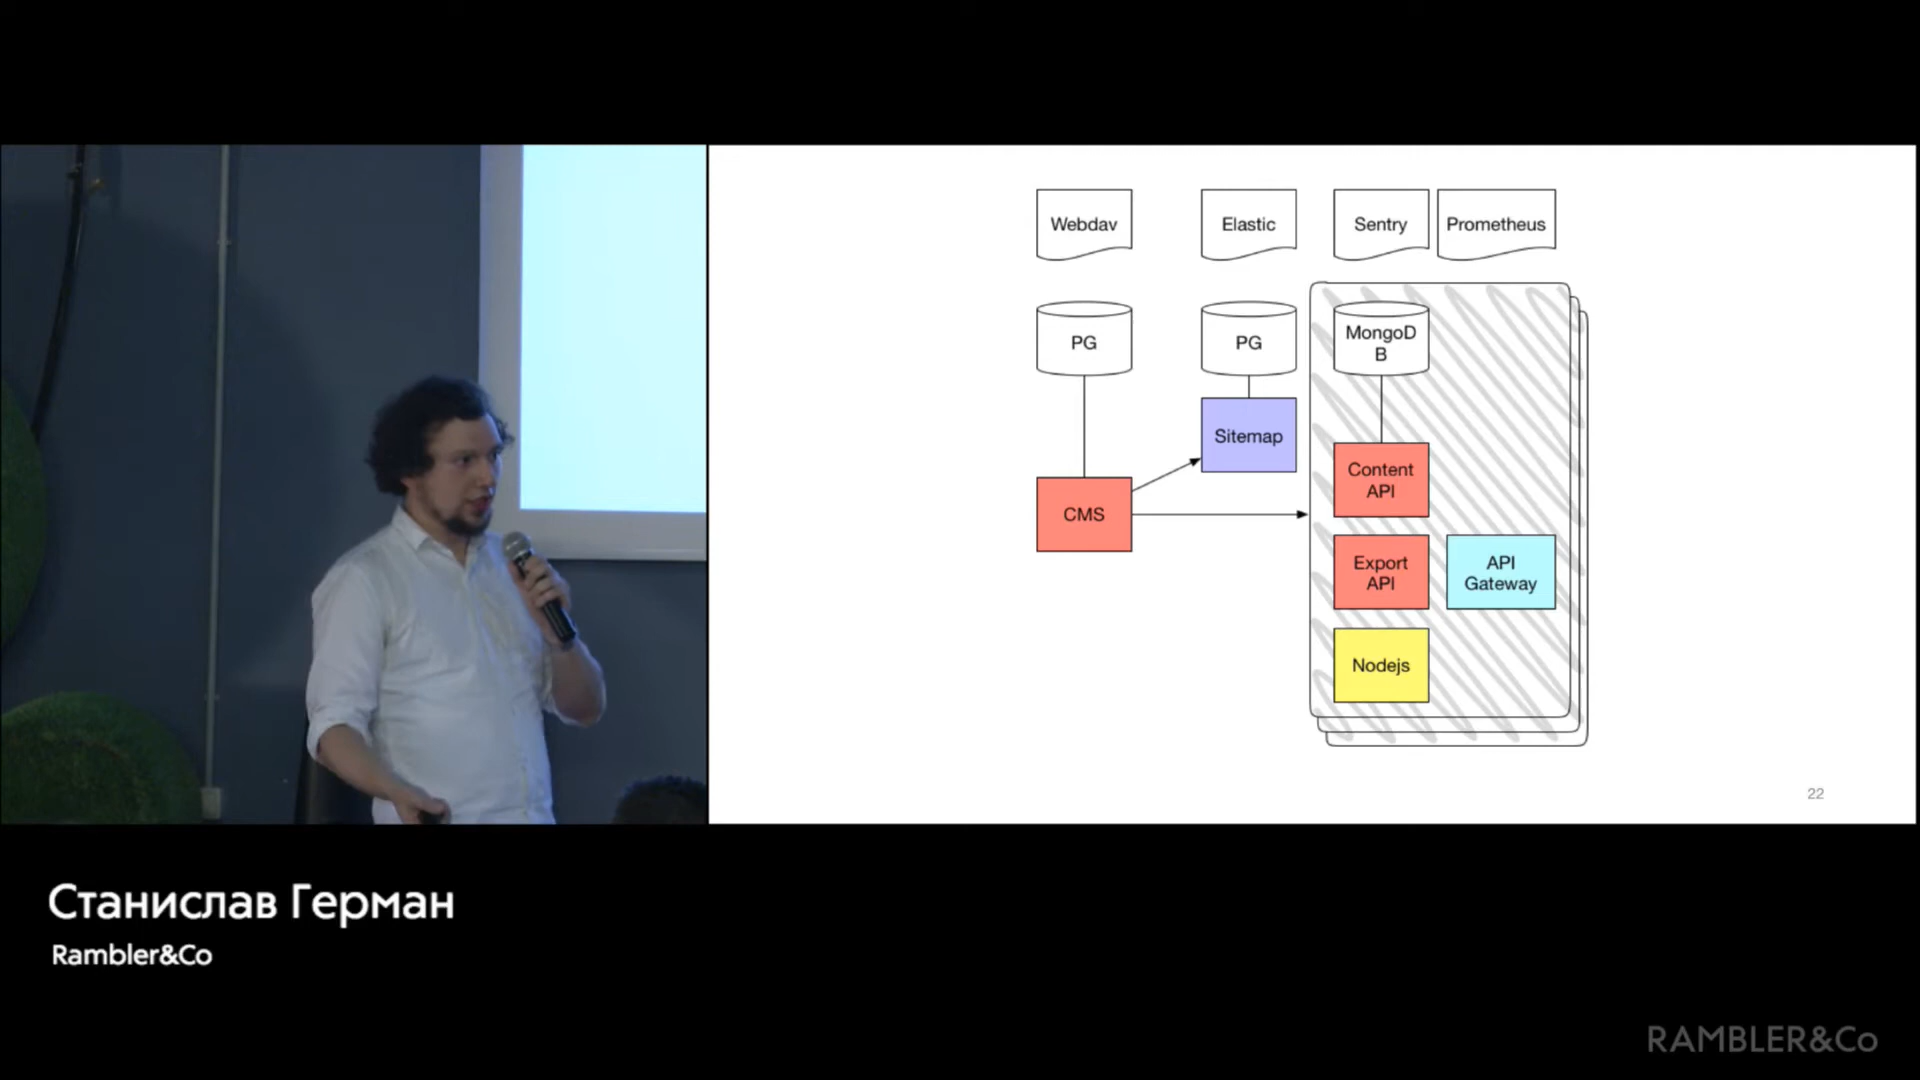 Webdav
Elastic
Sentry
Prometheus
PG
PG
MongoD
B
Sitemap
Content
API
CMS
Export
API
API
Gateway
Nodejs
22
Станислав Герман
Rambler&Co
RAMBLER&Co